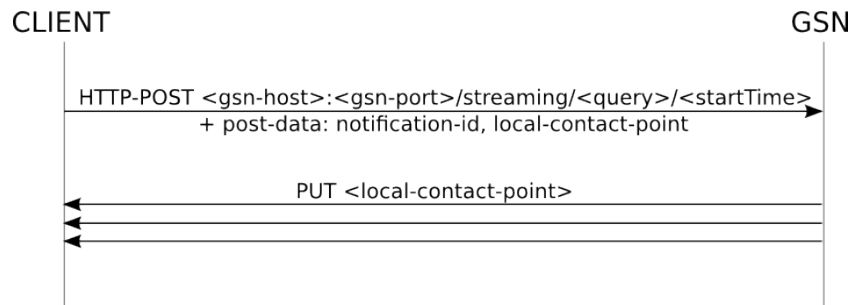 CLIENT
GSN
HTTP-POST <gsn-host>:<gsn-port>/streaming/<query>/<startTime>
+ post-data: notification-id, local-contact-point
PUT <local-contact-point>